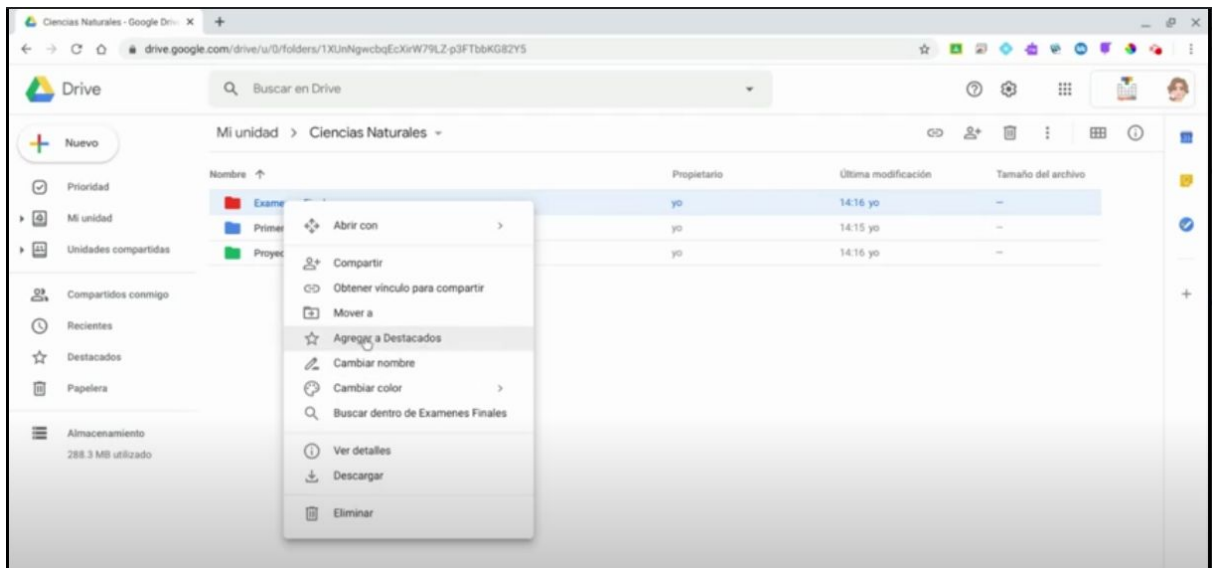 Ciencias Naturales - Google Driv
drive.google.com/drive/u/0/folders/1XUnNgwcbqEcXirW79LZ-p3FTbbKG82Y5
Drive
Buscar en Drive
Nuevo
Mi unidad > Ciencias Naturales
Prioridad
Mi unidad
Unidades compartidas
Compartidos conmigo
Recientes
Destacados
Papelera
Almacenamiento
288.3 MB utilizado
Nombre Propietario Última modificación Tamaño del archivo
yo 14:16 yo –
Primer yo 14:15 yo –
Proyec yo 14:16 yo –
Abrir con
Compartir
Obtener vínculo para compartir
Mover a
Agregar a Destacados
Cambiar nombre
Cambiar color
Buscar dentro de Examenes Finales
Ver detalles
Descargar
Eliminar